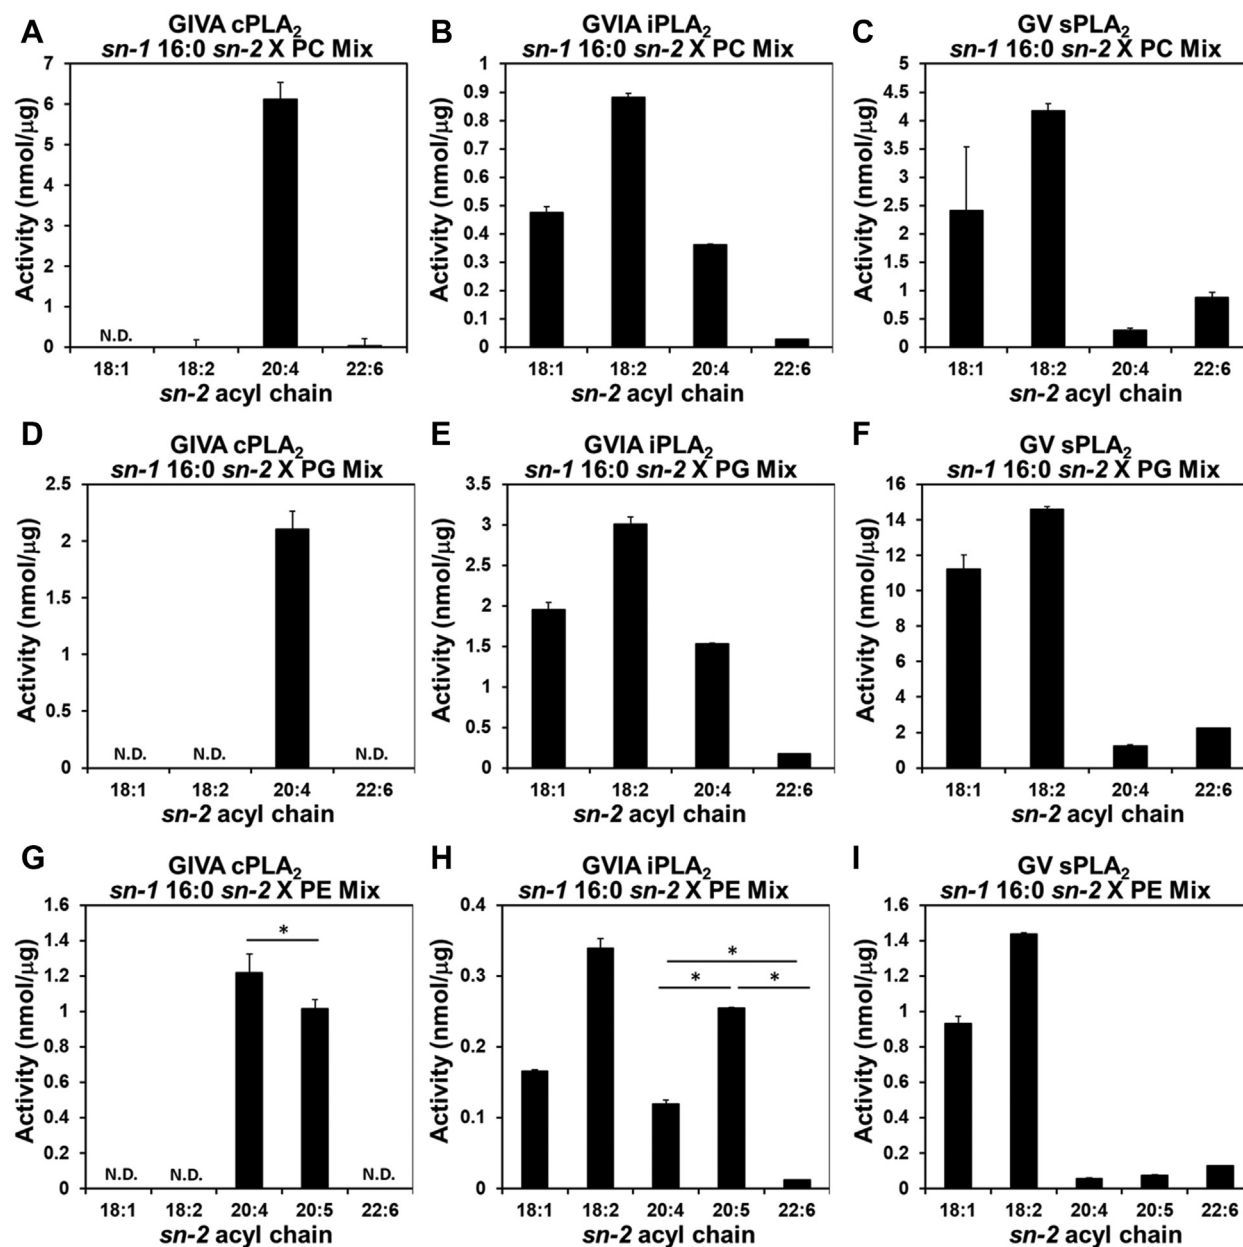 A
GIVA cPLA₂
sn-1 16:0 sn-2 X PC Mix
Activity (nmol/µg)
7
6
5
4
3
2
1
0
N.D.
18:1 18:2 20:4 22:6
sn-2 acyl chain
B
GVIA iPLA₂
sn-1 16:0 sn-2 X PC Mix
Activity (nmol/µg)
1
0.9
0.8
0.7
0.6
0.5
0.4
0.3
0.2
0.1
0
18:1 18:2 20:4 22:6
sn-2 acyl chain
C
GV sPLA₂
sn-1 16:0 sn-2 X PC Mix
Activity (nmol/µg)
5
4.5
4
3.5
3
2.5
2
1.5
1
0.5
0
18:1 18:2 20:4 22:6
sn-2 acyl chain
D
GIVA cPLA₂
sn-1 16:0 sn-2 X PG Mix
Activity (nmol/µg)
2.5
2
1.5
1
0.5
0
N.D. N.D. N.D.
18:1 18:2 20:4 22:6
sn-2 acyl chain
E
GVIA iPLA₂
sn-1 16:0 sn-2 X PG Mix
Activity (nmol/µg)
3.5
3
2.5
2
1.5
1
0.5
0
18:1 18:2 20:4 22:6
sn-2 acyl chain
F
GV sPLA₂
sn-1 16:0 sn-2 X PG Mix
Activity (nmol/µg)
16
14
12
10
8
6
4
2
0
18:1 18:2 20:4 22:6
sn-2 acyl chain
G
GIVA cPLA₂
sn-1 16:0 sn-2 X PE Mix
Activity (nmol/µg)
1.6
1.4
1.2
1
0.8
0.6
0.4
0.2
0
*
N.D. N.D. N.D.
18:1 18:2 20:4 20:5 22:6
sn-2 acyl chain
H
GVIA iPLA₂
sn-1 16:0 sn-2 X PE Mix
Activity (nmol/µg)
0.4
0.3
0.2
0.1
0
*
* *
18:1 18:2 20:4 20:5 22:6
sn-2 acyl chain
I
GV sPLA₂
sn-1 16:0 sn-2 X PE Mix
Activity (nmol/µg)
1.6
1.4
1.2
1
0.8
0.6
0.4
0.2
0
18:1 18:2 20:4 20:5 22:6
sn-2 acyl chain